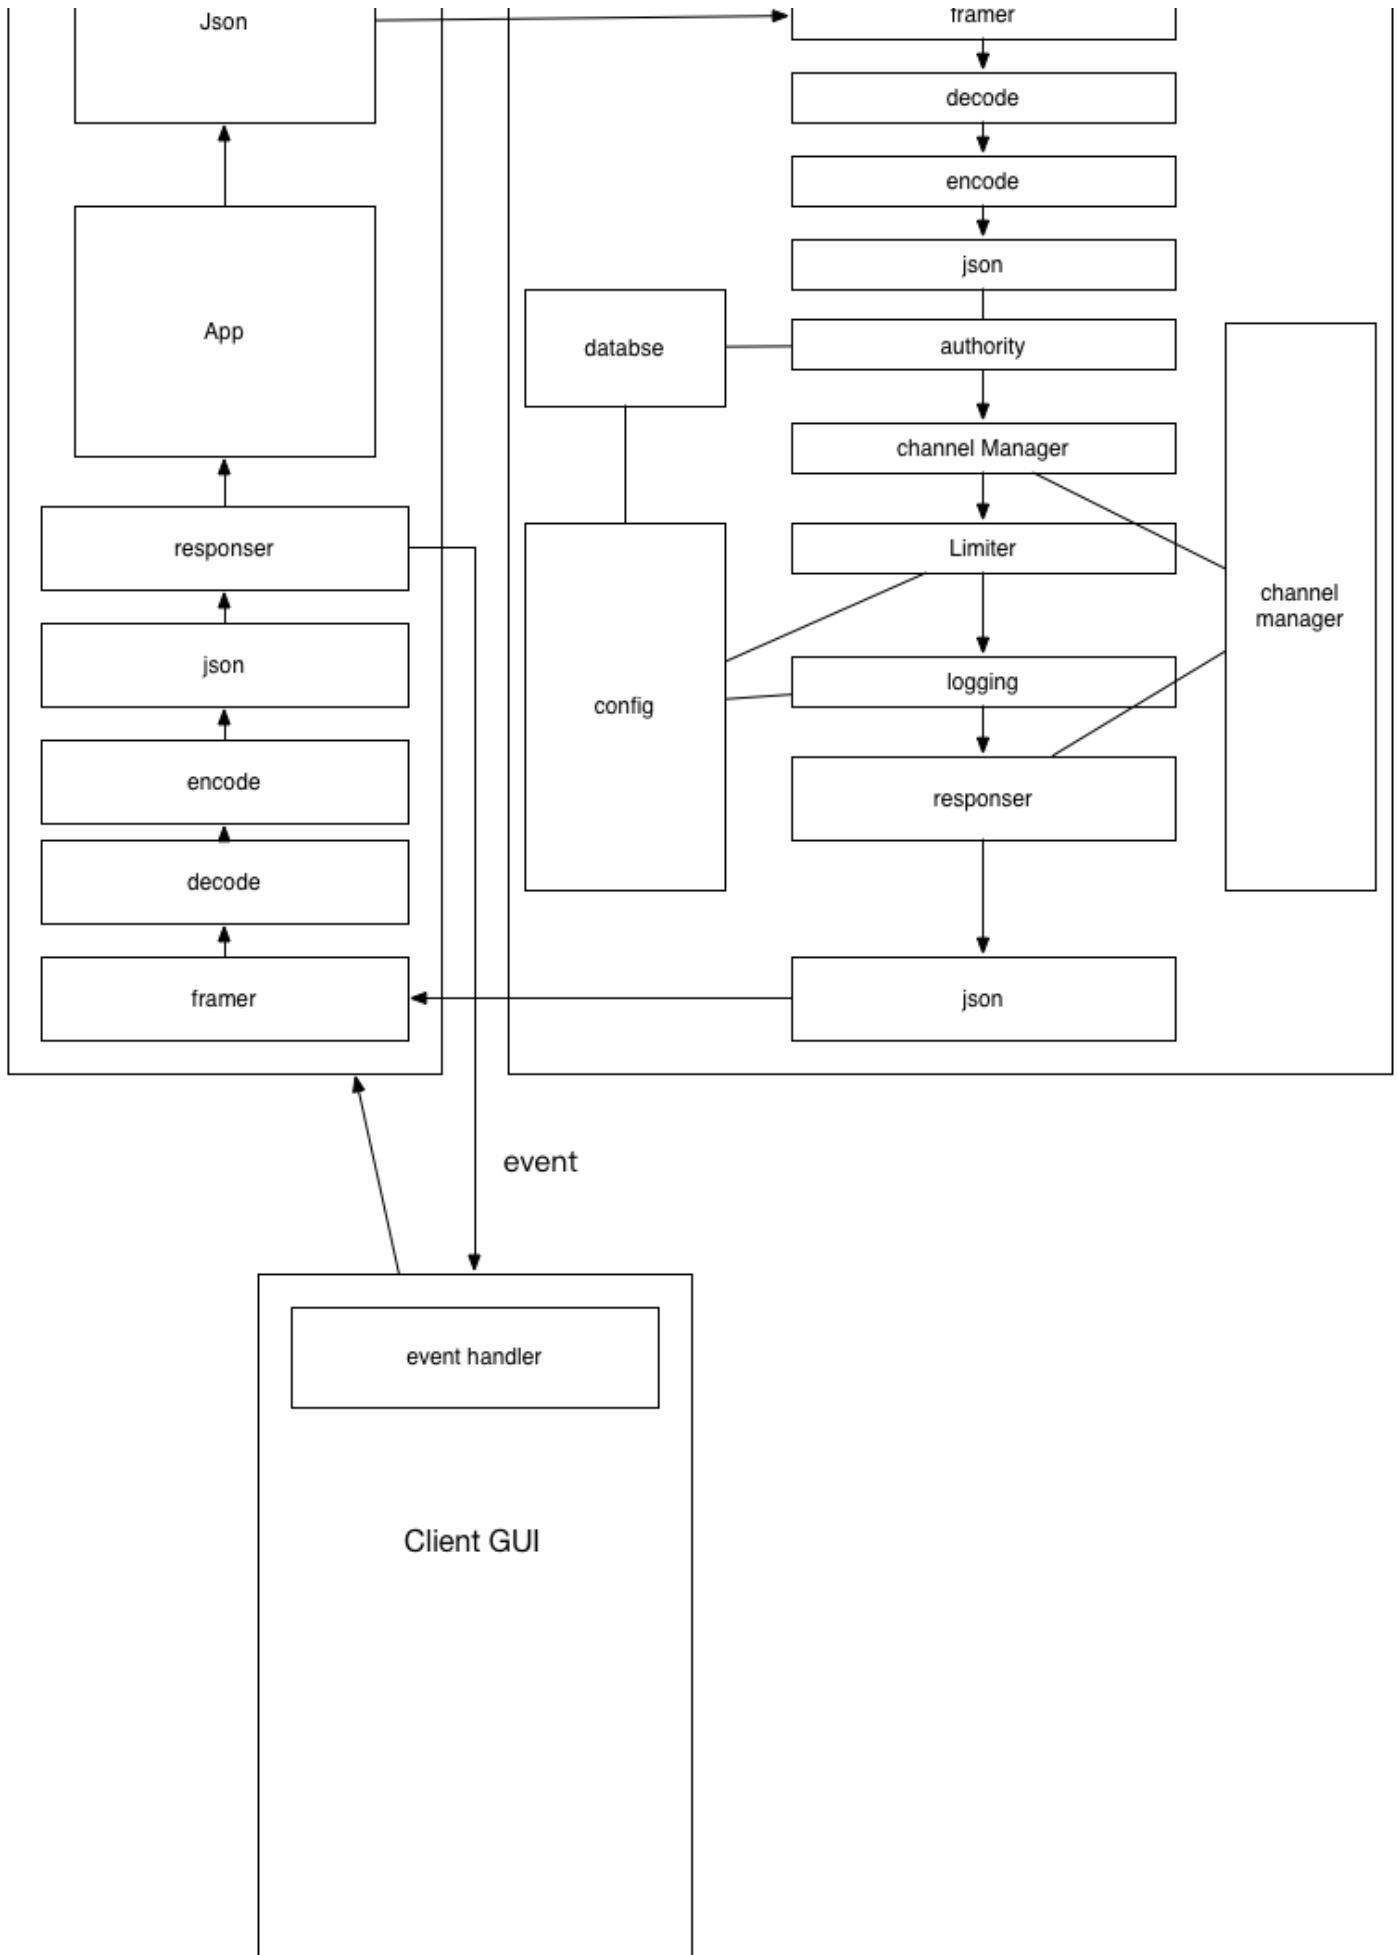 Json
App
responser
json
encode
decode
framer
framer
decode
encode
json
databse
authority
channel Manager
Limiter
channel
manager
config
logging
responser
json
event
event handler
Client GUI